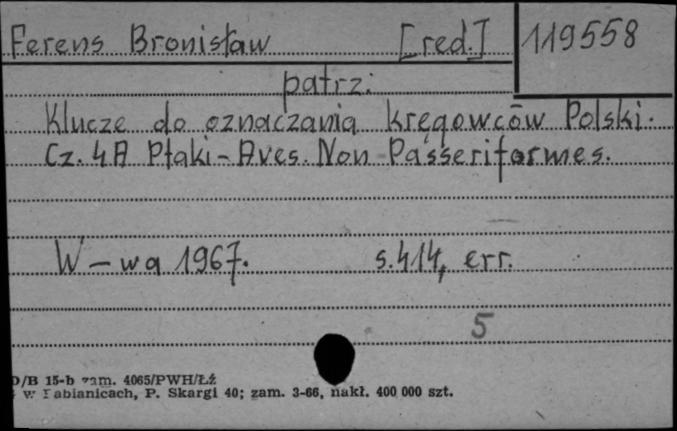 Ferens Bronisław [red.] 119558
patrz:
Klucze do oznaczania kręgowców Polski.
Cz. 4A Ptaki - Aves. Non Passeriformes.
W-wa 1967. s. 414, err.
5
D/B 15-b zam. 4065/PWH/Łź
w Pabianicach, P. Skargi 40; zam. 3-66, nakł. 400 000 szt.